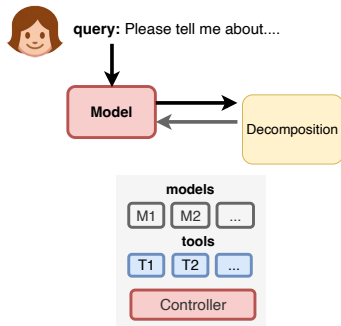 query: Please tell me about....
Model
Decomposition
models
M1 M2 ...
tools
T1 T2 ...
Controller